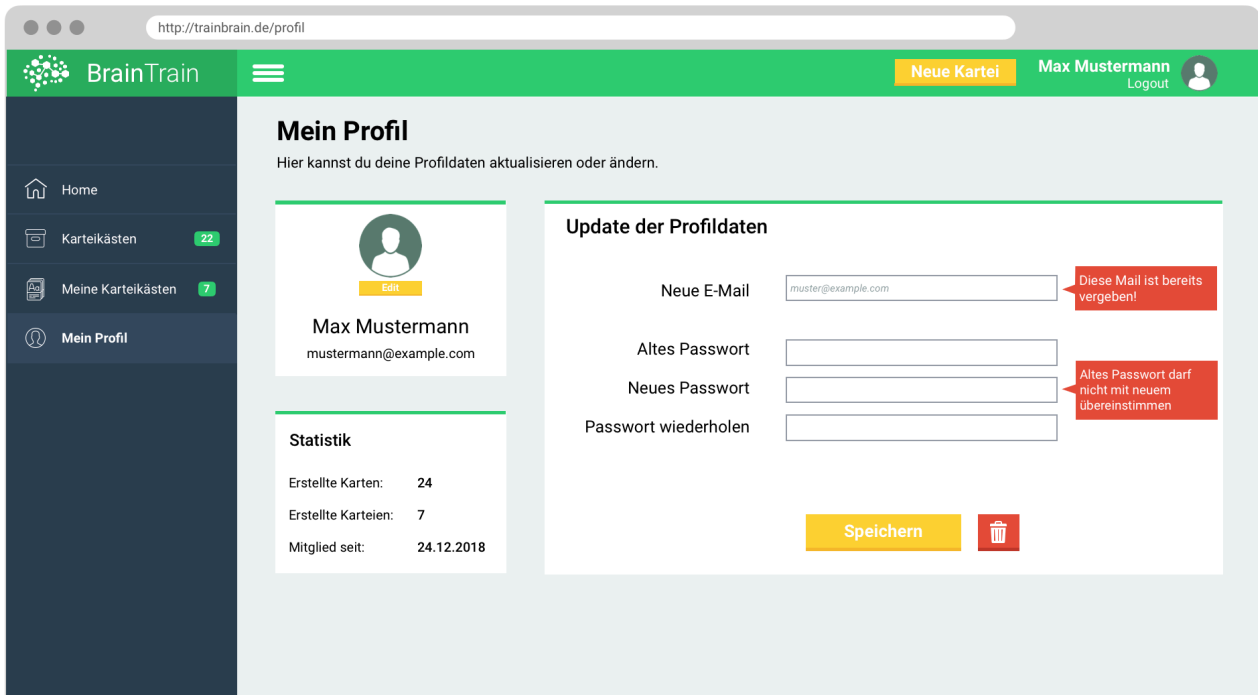 http://trainbrain.de/profil
BrainTrain
Neue Kartei
Max Mustermann
Logout
Home
Karteikästen 22
Meine Karteikästen 7
Mein Profil
Mein Profil
Hier kannst du deine Profildaten aktualisieren oder ändern.
Edit
Max Mustermann
mustermann@example.com
Statistik
Erstellte Karten: 24
Erstellte Karteien: 7
Mitglied seit: 24.12.2018
Update der Profildaten
Neue E-Mail
muster@example.com
Diese Mail ist bereits
vergeben!
Altes Passwort
Neues Passwort
Altes Passwort darf
nicht mit neuem
übereinstimmen
Passwort wiederholen
Speichern